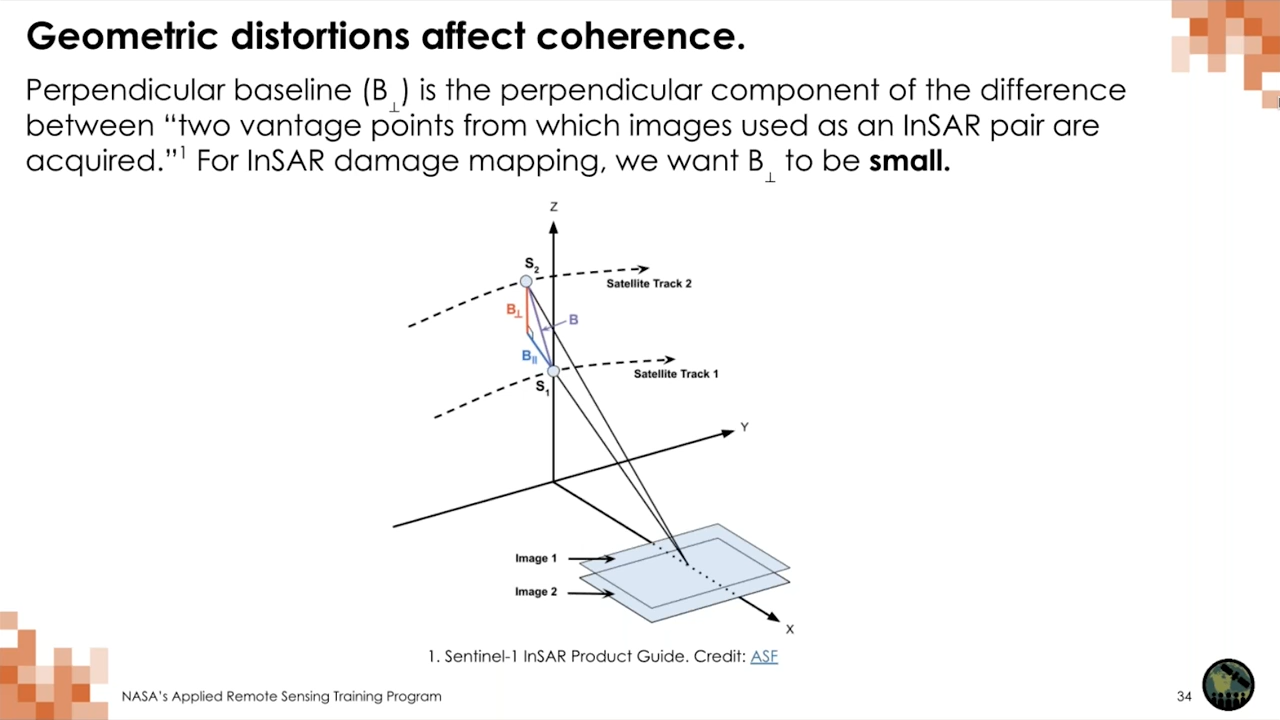 Geometric distortions affect coherence.
Perpendicular baseline (B⊥) is the perpendicular component of the difference
between “two vantage points from which images used as an InSAR pair are
acquired.”¹ For InSAR damage mapping, we want B⊥ to be small.
Z
S₂
Satellite Track 2
B⊥
B
B||
Satellite Track 1
S₁
Y
Image 1
Image 2
X
1. Sentinel-1 InSAR Product Guide. Credit: ASF
NASA’s Applied Remote Sensing Training Program
34